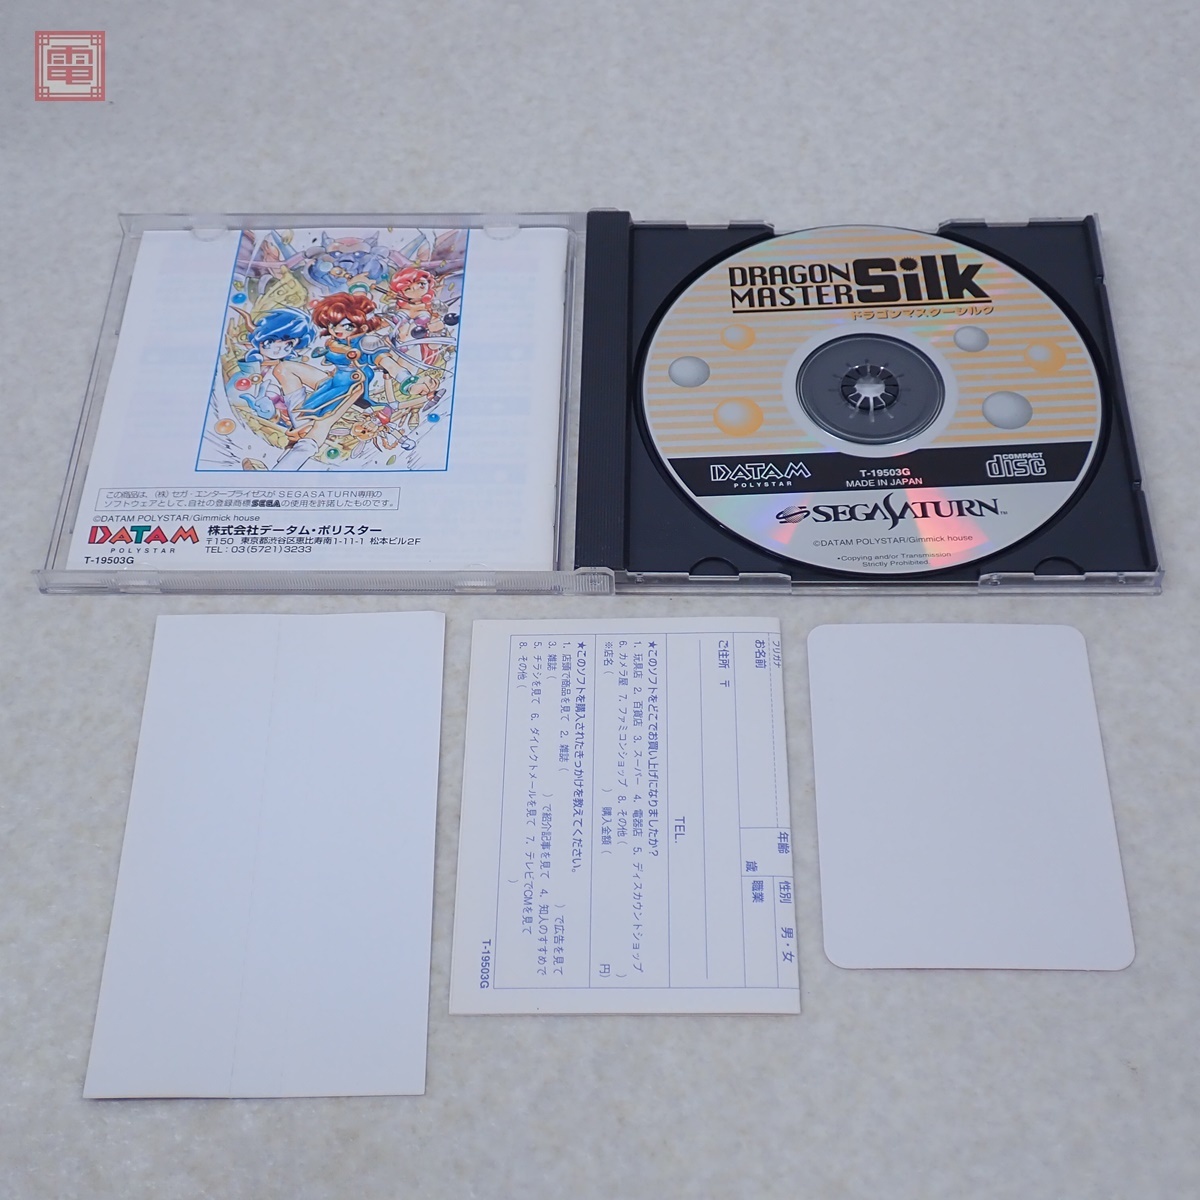 電
この商品は、(株)セガ・エンタープライゼスがSEGASATURN専用の
ソフトウェアとして、自社の登録商標SEGAの使用を許諾したものです。
©DATAM POLYSTAR/Gimmick house
DATAM
POLYSTAR
株式会社データム・ポリスター
〒150 東京都渋谷区恵比寿南1-11-1 松本ビル2F
TEL:03(5721)3233
T-19503G
DRAGON
MASTER
Silk
ドラゴンマスターシルク
DATAM
POLYSTAR
T-19503G
MADE IN JAPAN
COMPACT
disc
SEGASATURN™
©DATAM POLYSTAR/Gimmick house
•Copying and/or Transmission
Strictly Prohibited.
フリガナ
お名前
年齢
歳
性別 男・女
職業
ご住所 〒
TEL.
★このソフトをどこでお買い上げになりましたか?
1. 玩具店 2. 百貨店 3. スーパー 4. 電器店 5. ディスカウントショップ
6. カメラ屋 7. ファミコンショップ 8. その他( )
※店名( ) 購入金額( 円)
★このソフトを購入されたきっかけを教えてください。
1. 店頭で商品を見て 2. 雑誌( )で広告を見て
3. 雑誌( )で紹介記事を見て 4. 知人のすすめで
5. チラシを見て 6. ダイレクトメールを見て 7. テレビでCMを見て
8. その他( )
T-19503G